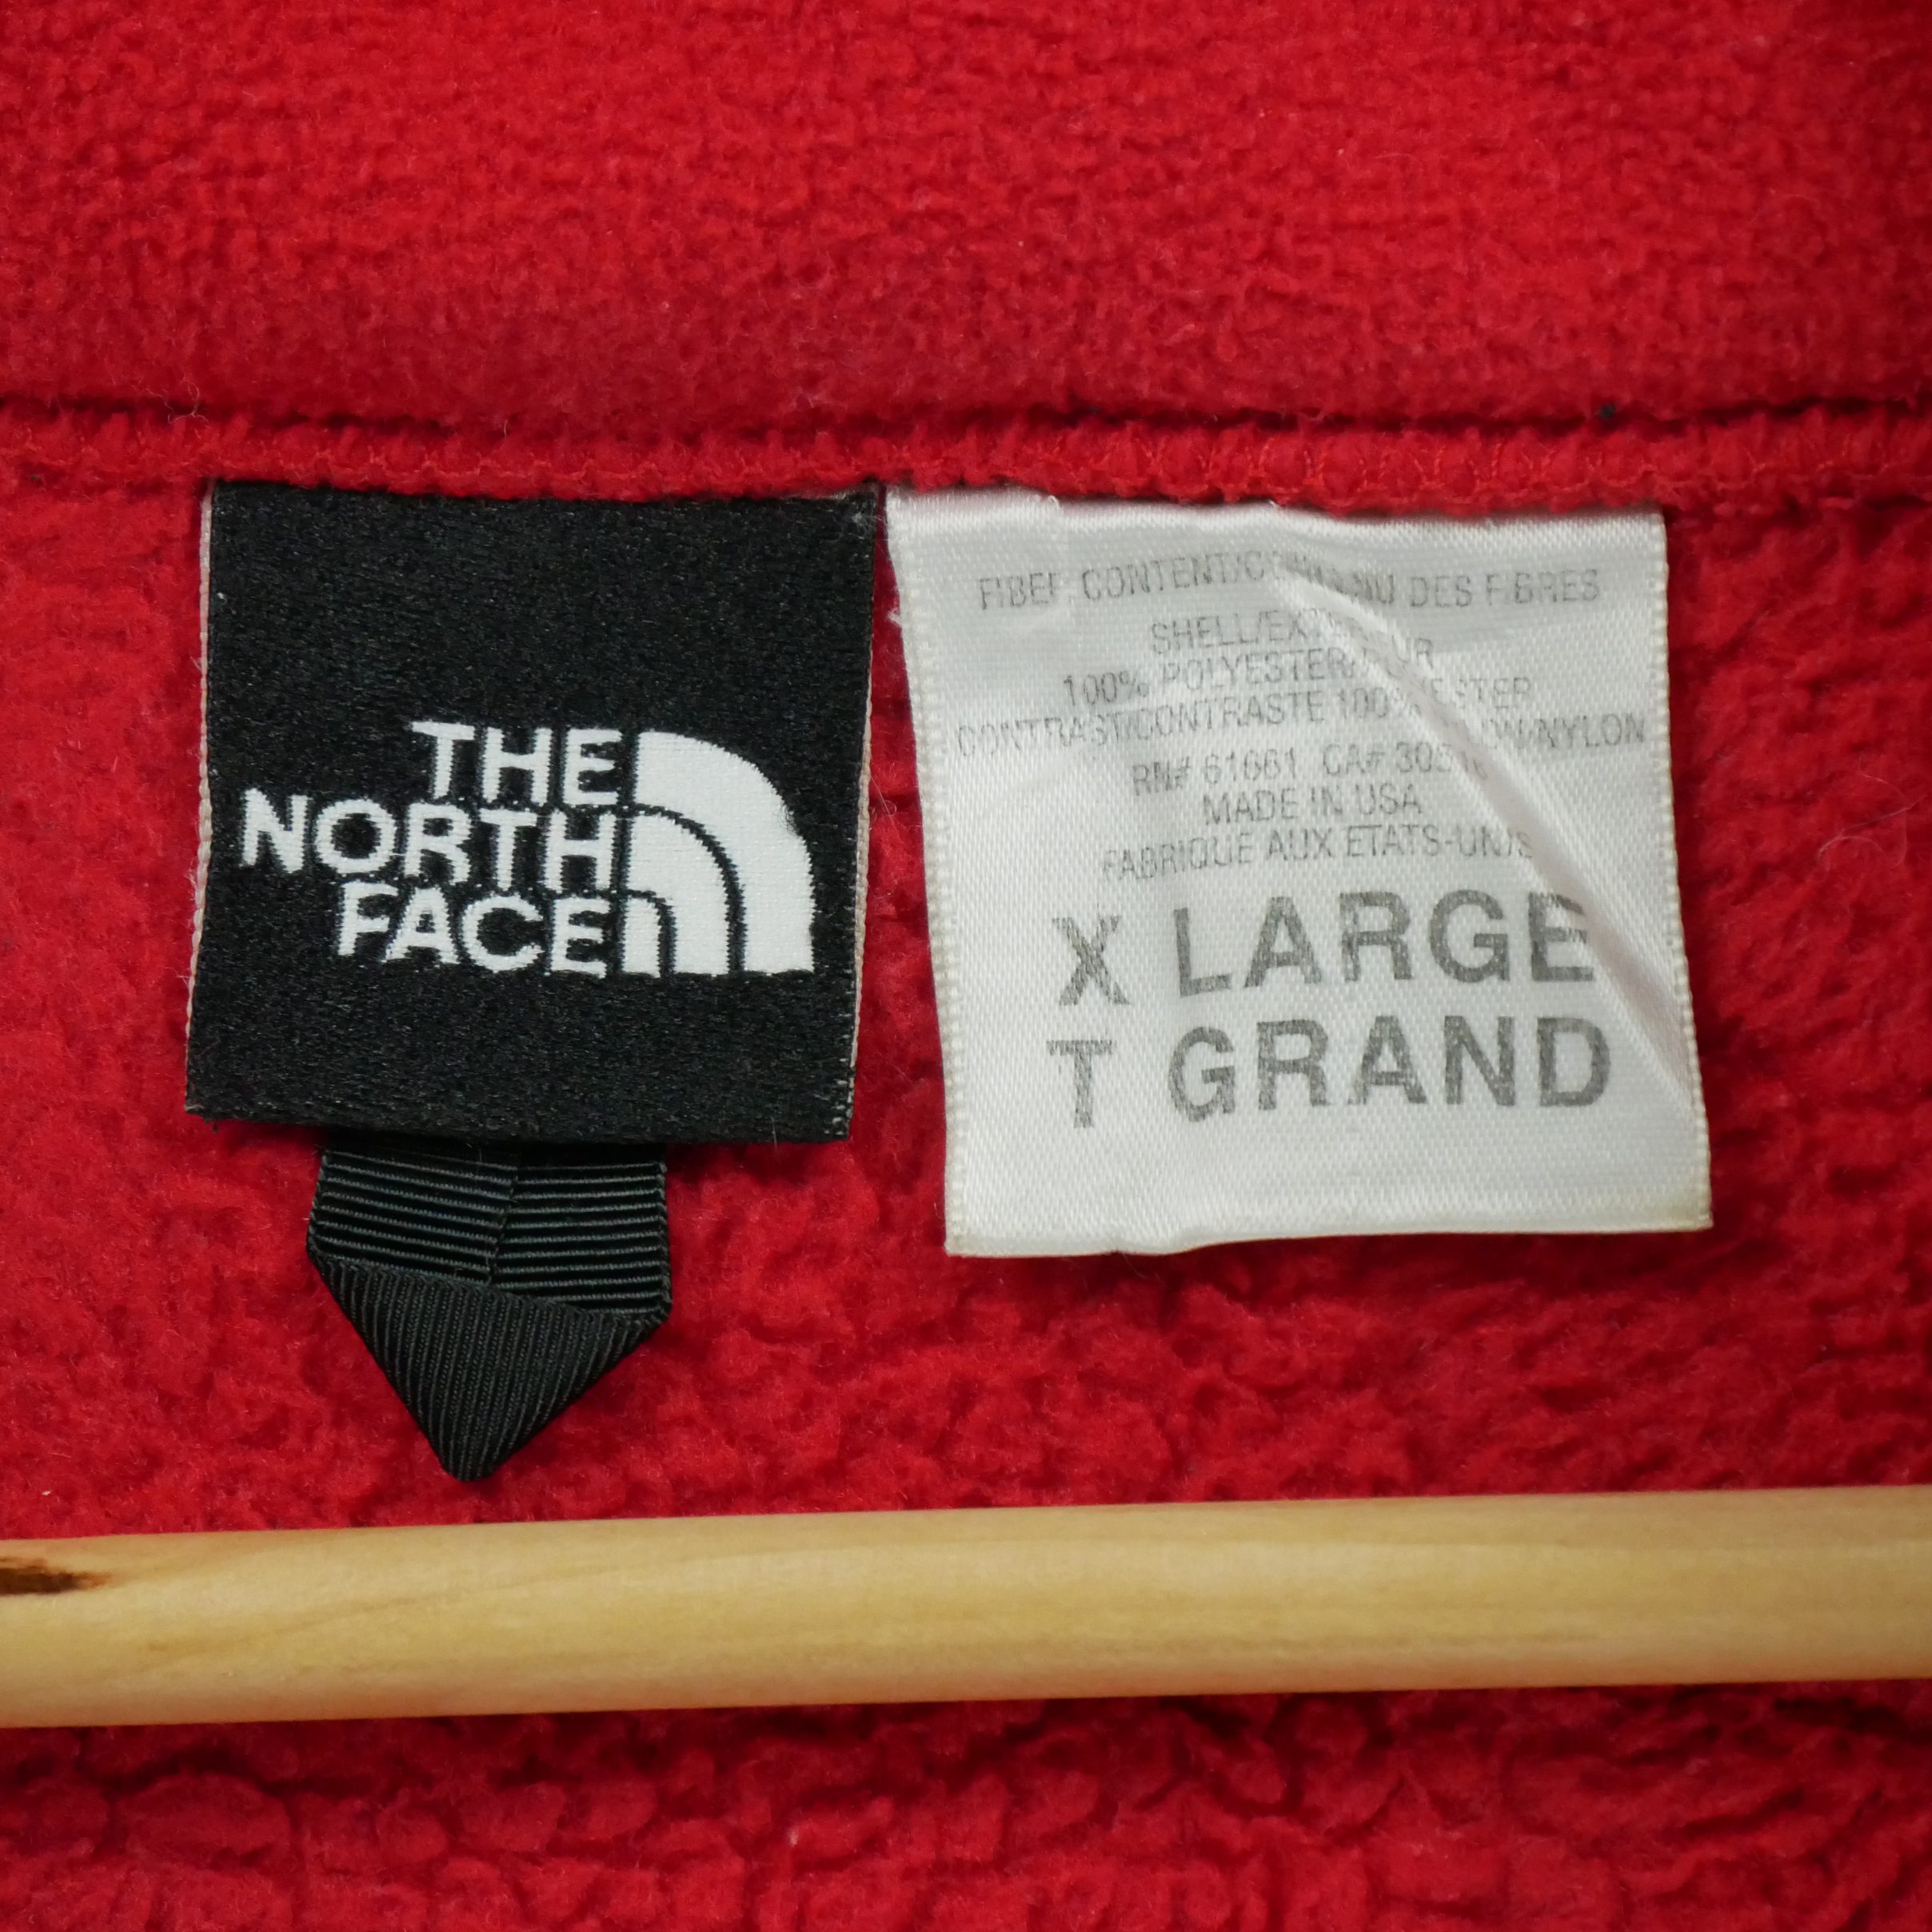 THE
NORTH
FACE
FIBER CONTENT/ DES FIBRES
SHELL/
100% POLYESTER/
CONTRAST/CONTRASTE 100% NYLON-NYLON
RN# 61661 CA#
MADE IN USA
FABRIQUE AUX ETATS-UNIS
X LARGE
T GRAND